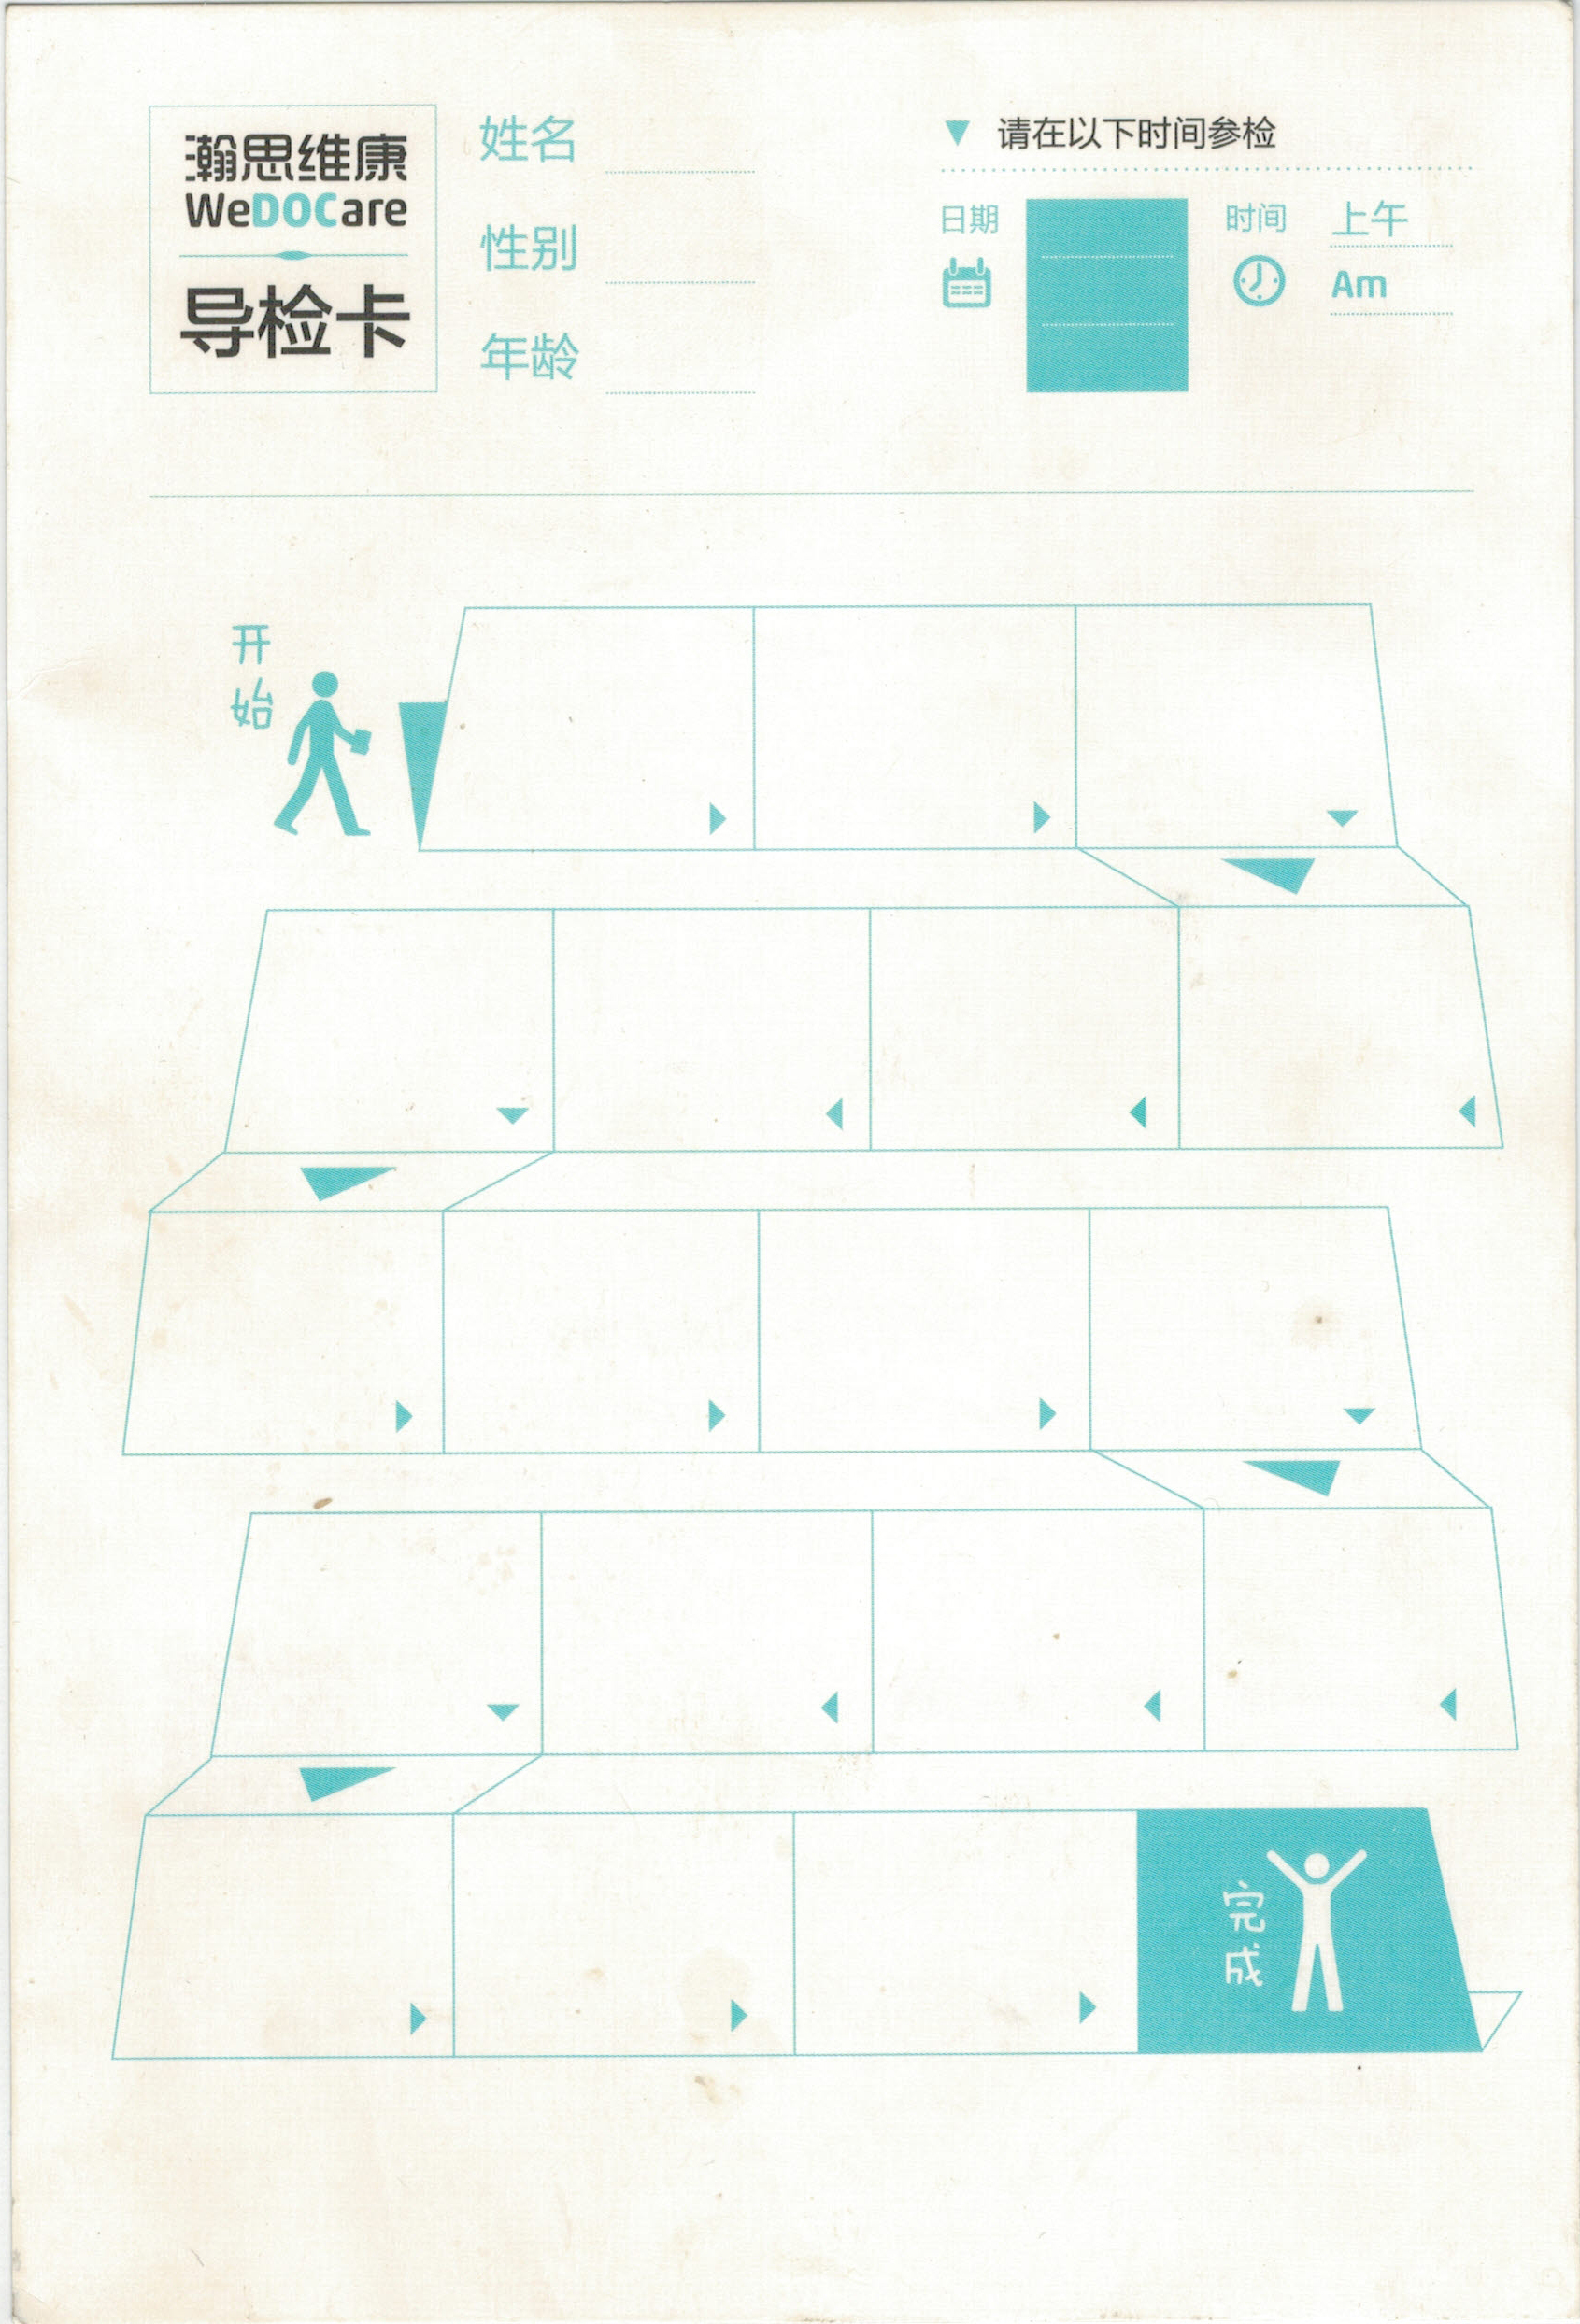 瀚思维康
WeDOCare
导检卡
姓名
性别
年龄
请在以下时间参检
日期
时间
上午
Am
开始
完成